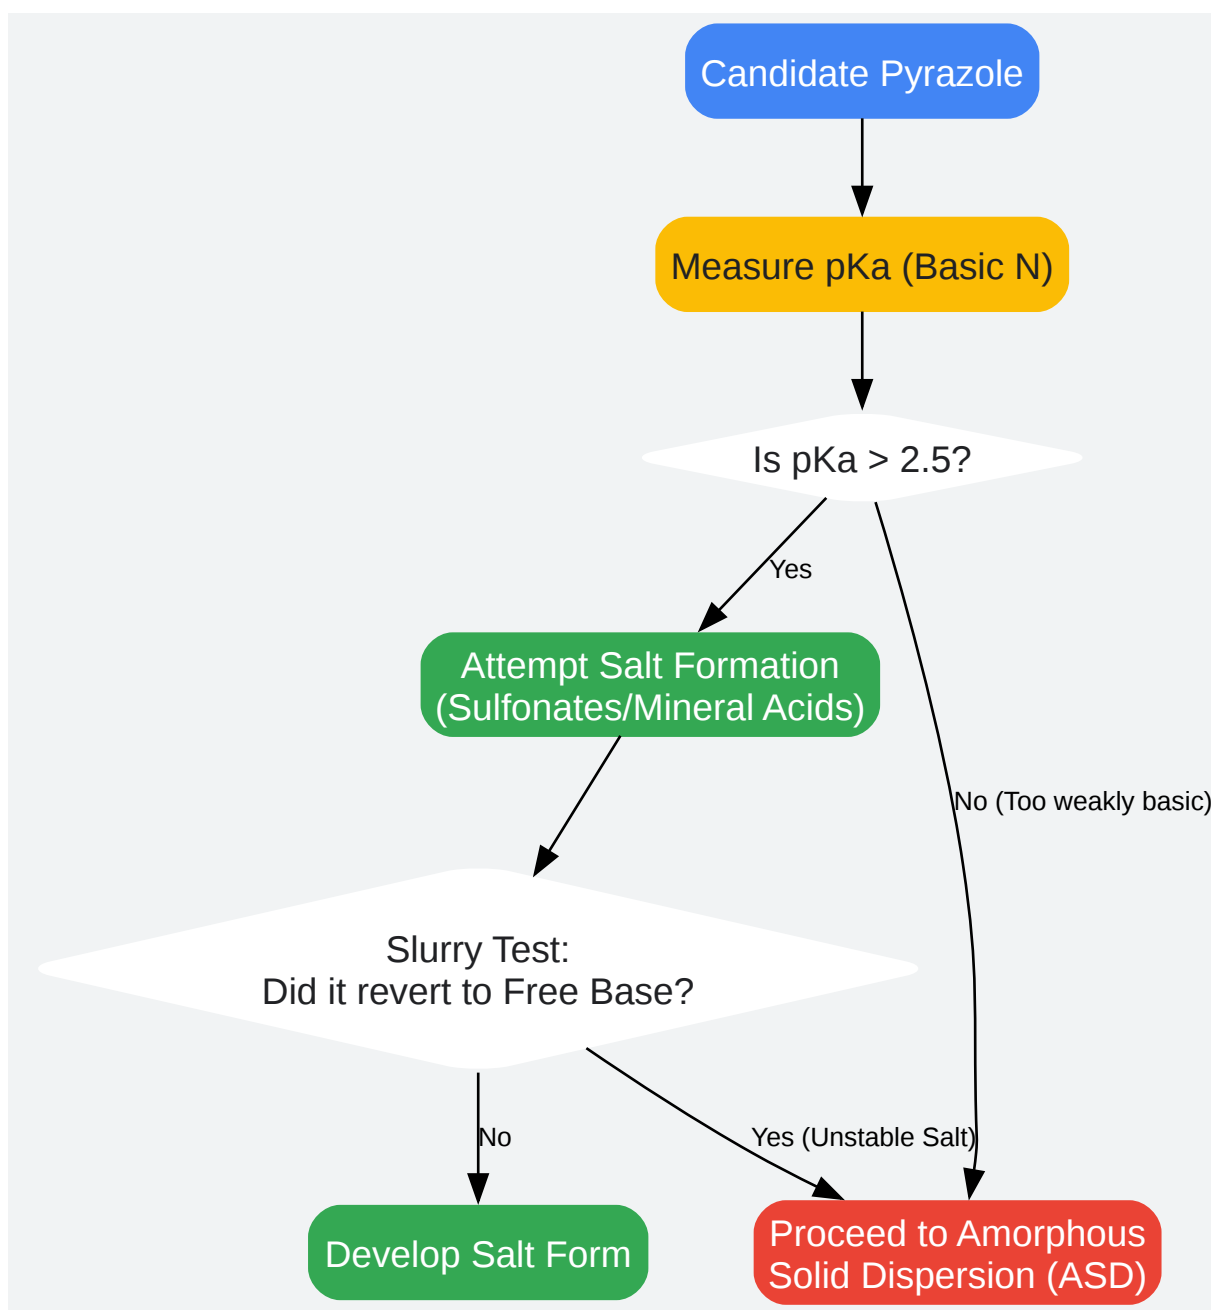 Candidate Pyrazole
Measure pKa (Basic N)
Is pKa > 2.5?
Yes
Attempt Salt Formation
(Sulfonates/Mineral Acids)
No (Too weakly basic)
Slurry Test:
Did it revert to Free Base?
No
Yes (Unstable Salt)
Develop Salt Form
Proceed to Amorphous
Solid Dispersion (ASD)